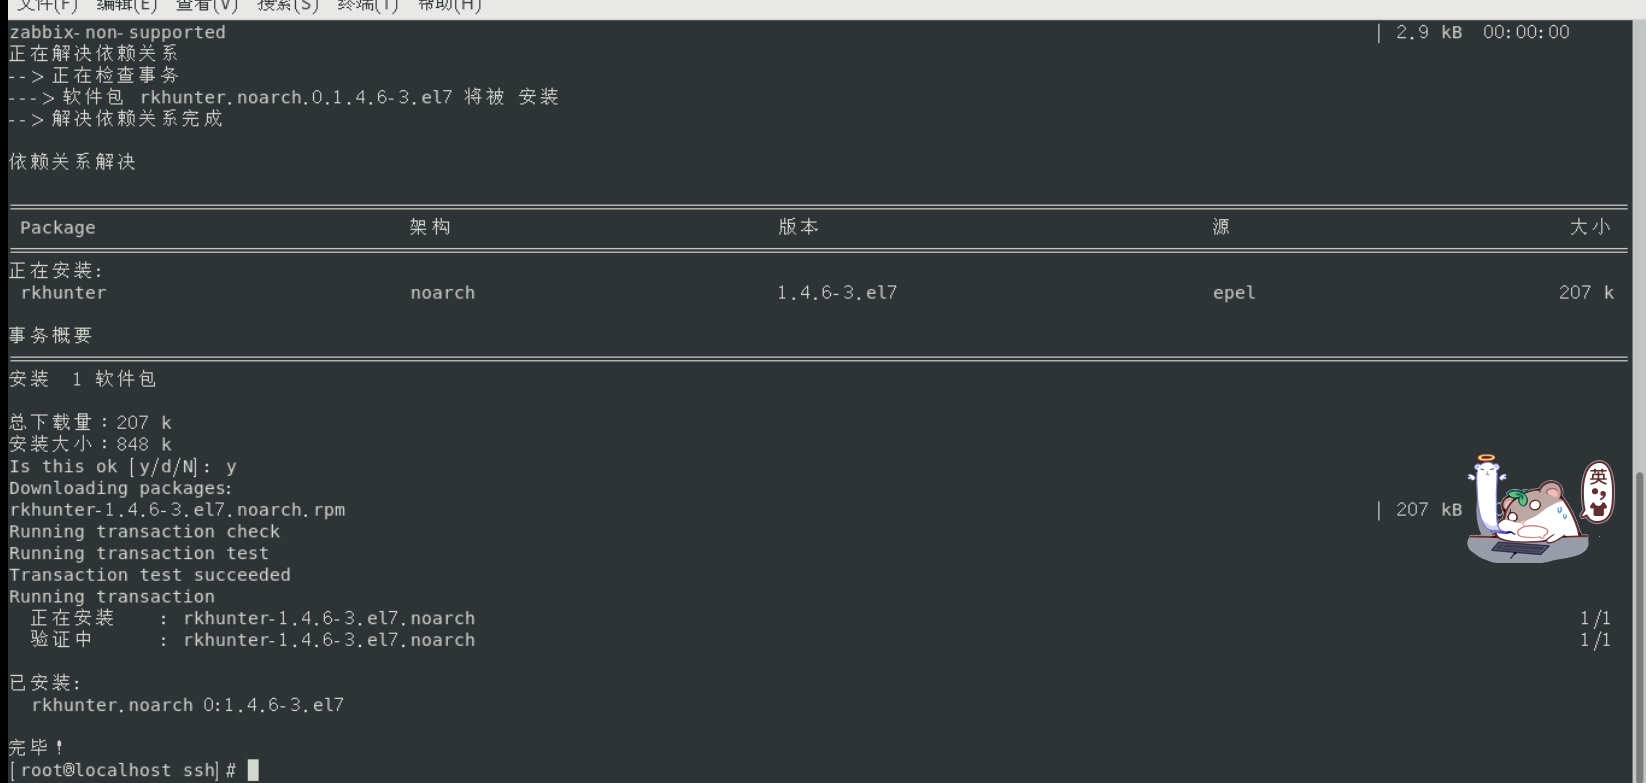 文件(F) 编辑(E) 查看(V) 搜索(S) 终端(T) 帮助(H)
zabbix-non-supported | 2.9 kB 00:00:00
正在解决依赖关系
--> 正在检查事务
---> 软件包 rkhunter.noarch.0.1.4.6-3.el7 将被 安装
--> 解决依赖关系完成
依赖关系解决
Package 架构 版本 源 大小
正在安装:
rkhunter noarch 1.4.6-3.el7 epel 207 k
事务概要
安装 1 软件包
总下载量：207 k
安装大小：848 k
Is this ok [y/d/N]: y
Downloading packages:
rkhunter-1.4.6-3.el7.noarch.rpm | 207 kB
英
Running transaction check
Running transaction test
Transaction test succeeded
Running transaction
正在安装 : rkhunter-1.4.6-3.el7.noarch 1/1
验证中 : rkhunter-1.4.6-3.el7.noarch 1/1
已安装:
rkhunter.noarch 0:1.4.6-3.el7
完毕！
[root@localhost ssh]#